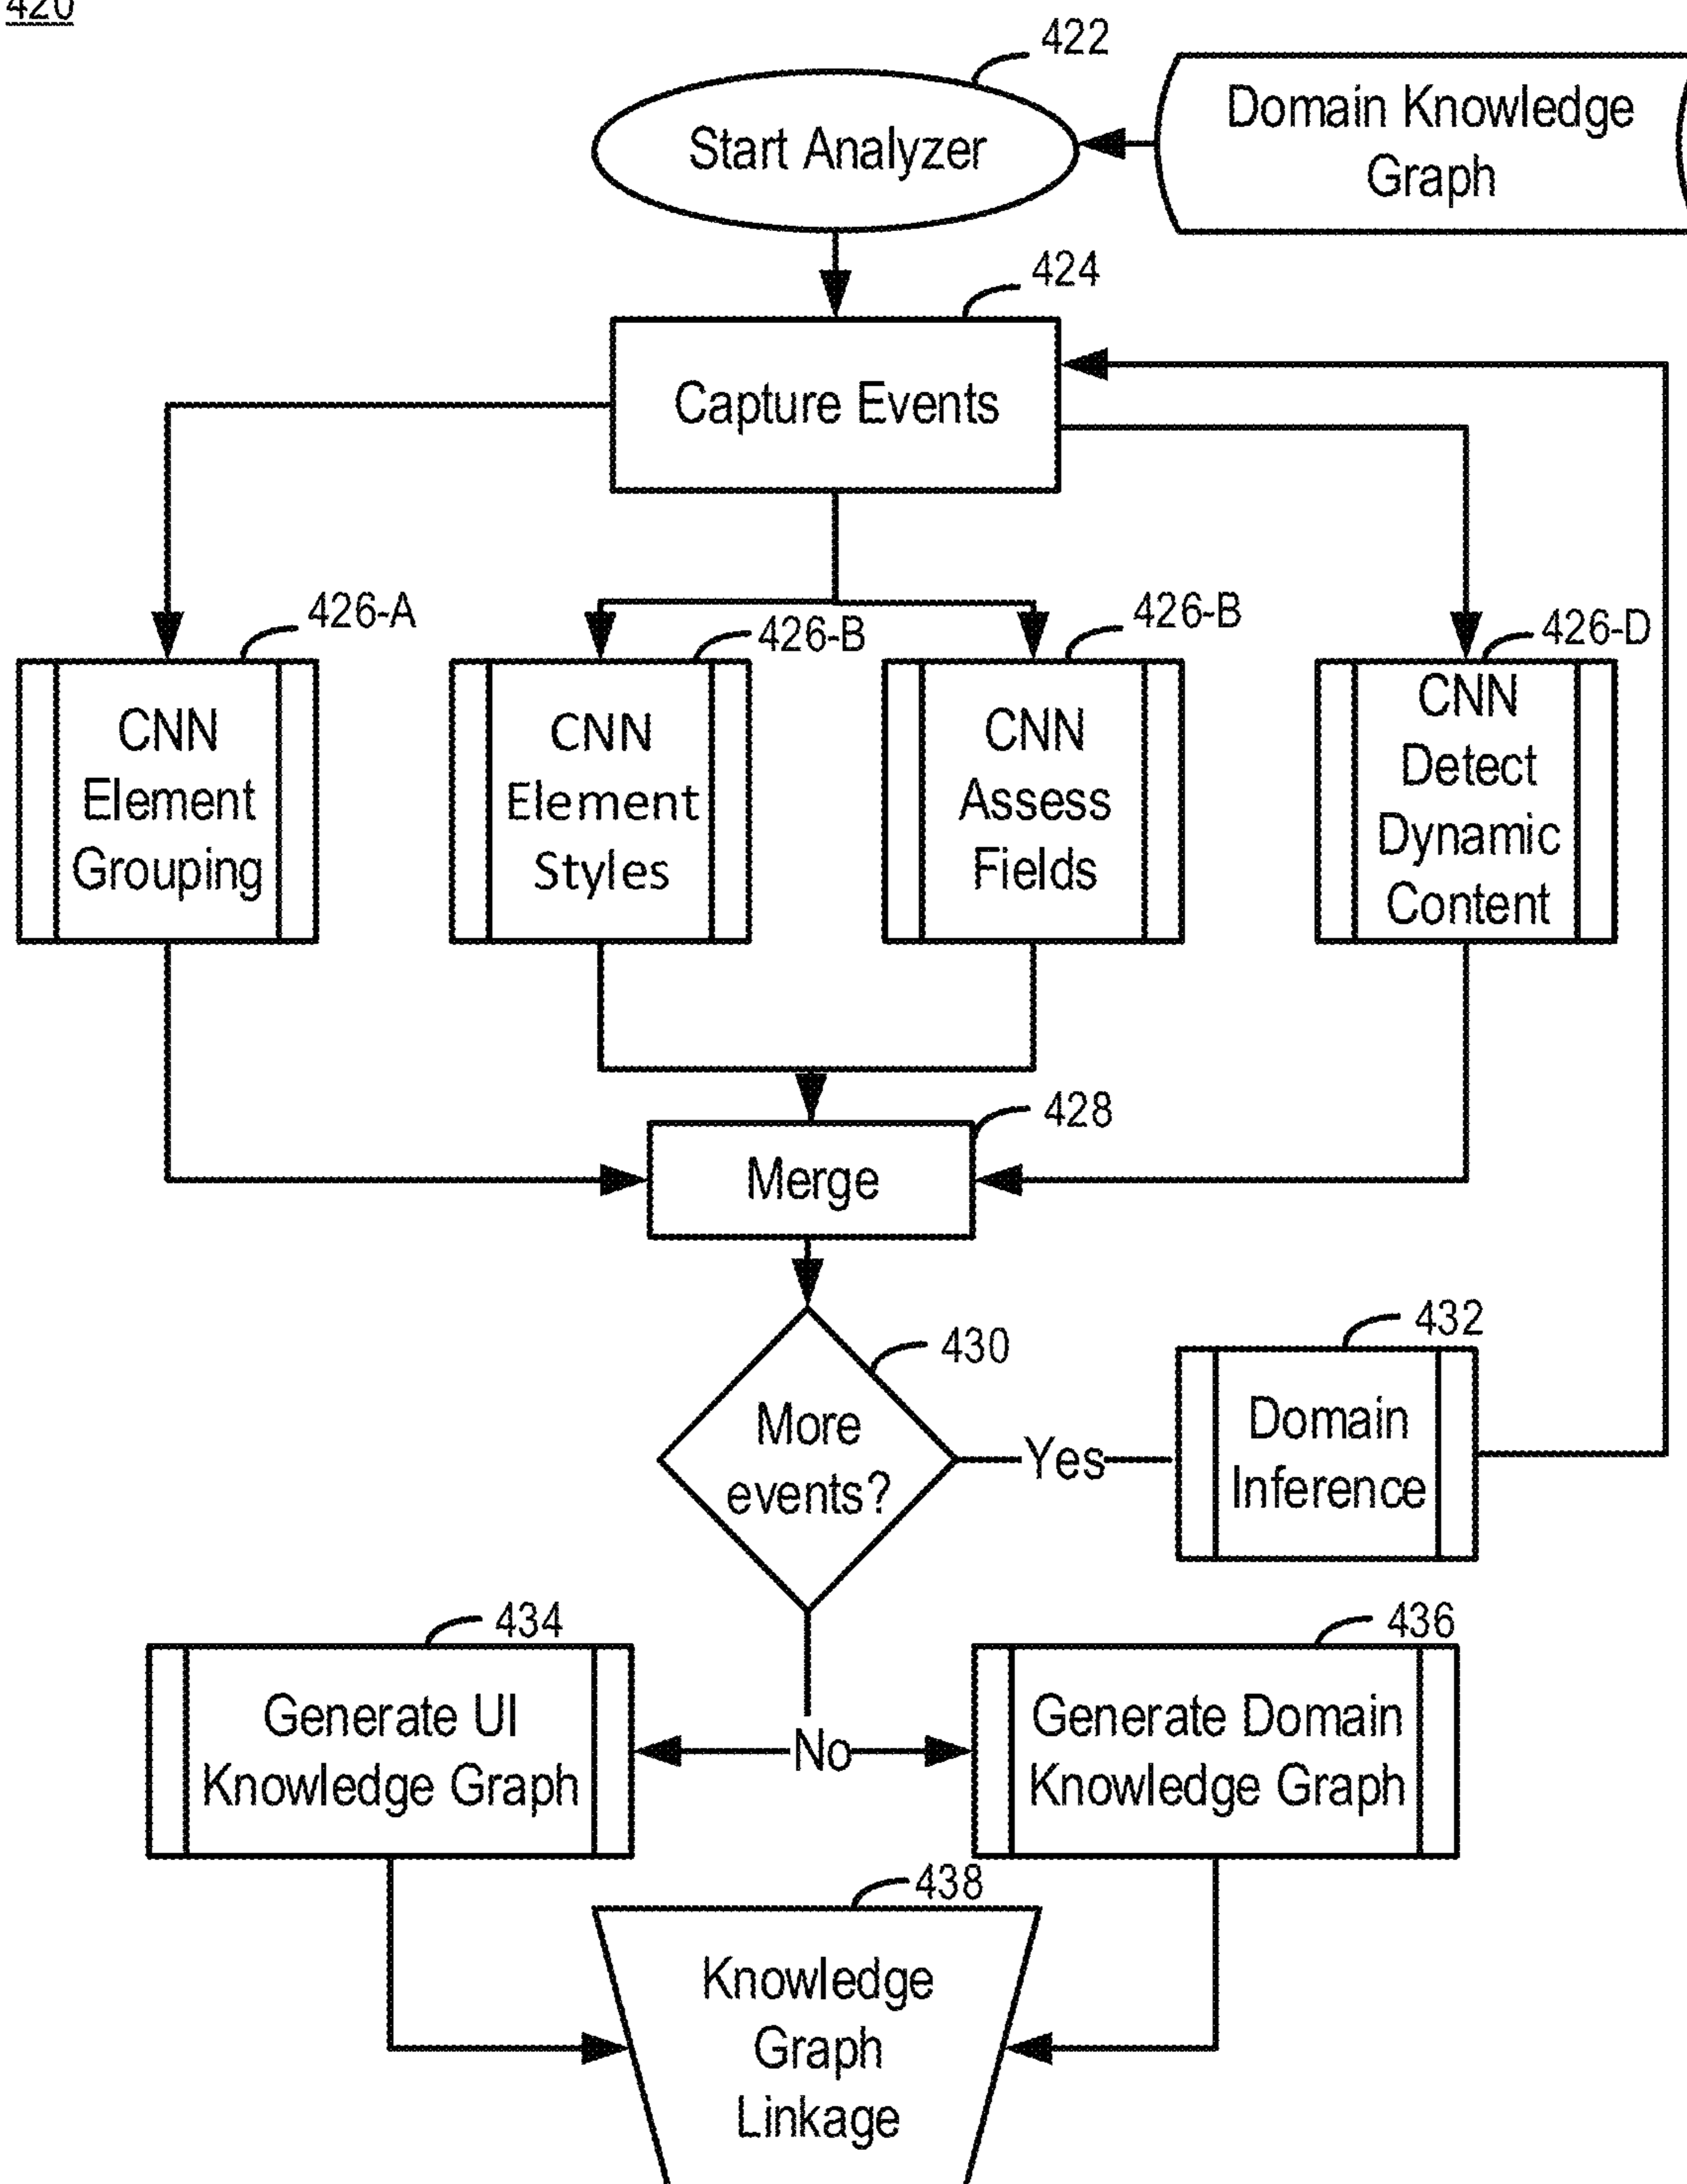 420
422
Start Analyzer
Domain Knowledge
Graph
424
Capture Events
426-A
426-B
426-B
426-D
CNN
Element
Grouping
CNN
Element
Styles
CNN
Assess
Fields
CNN
Detect
Dynamic
Content
428
Merge
430
More
events?
Yes
432
Domain
Inference
434
Generate UI
Knowledge Graph
No
436
Generate Domain
Knowledge Graph
438
Knowledge
Graph
Linkage